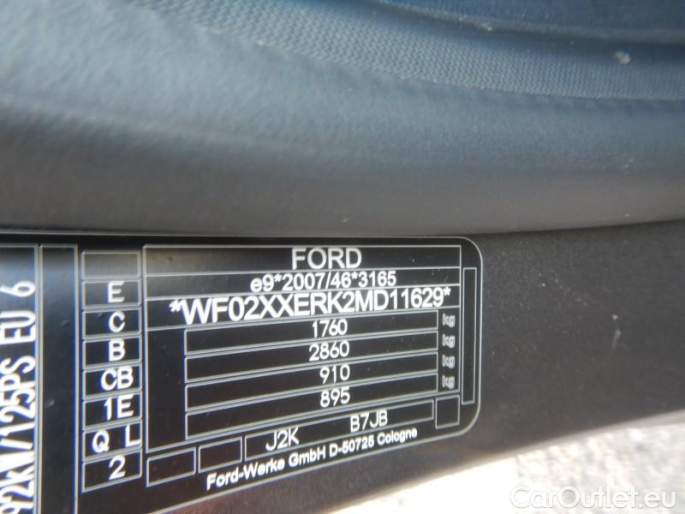 92kW/125PS EU 6
FORD
e9*2007/46*3165
*WF02XXERK2MD11629*
E
C
B
CB
1E
Q L
2
1760 kg
2860 kg
910 kg
895 kg
J2K B7JB
Ford-Werke GmbH D-50725 Cologne
CarOutlet.eu